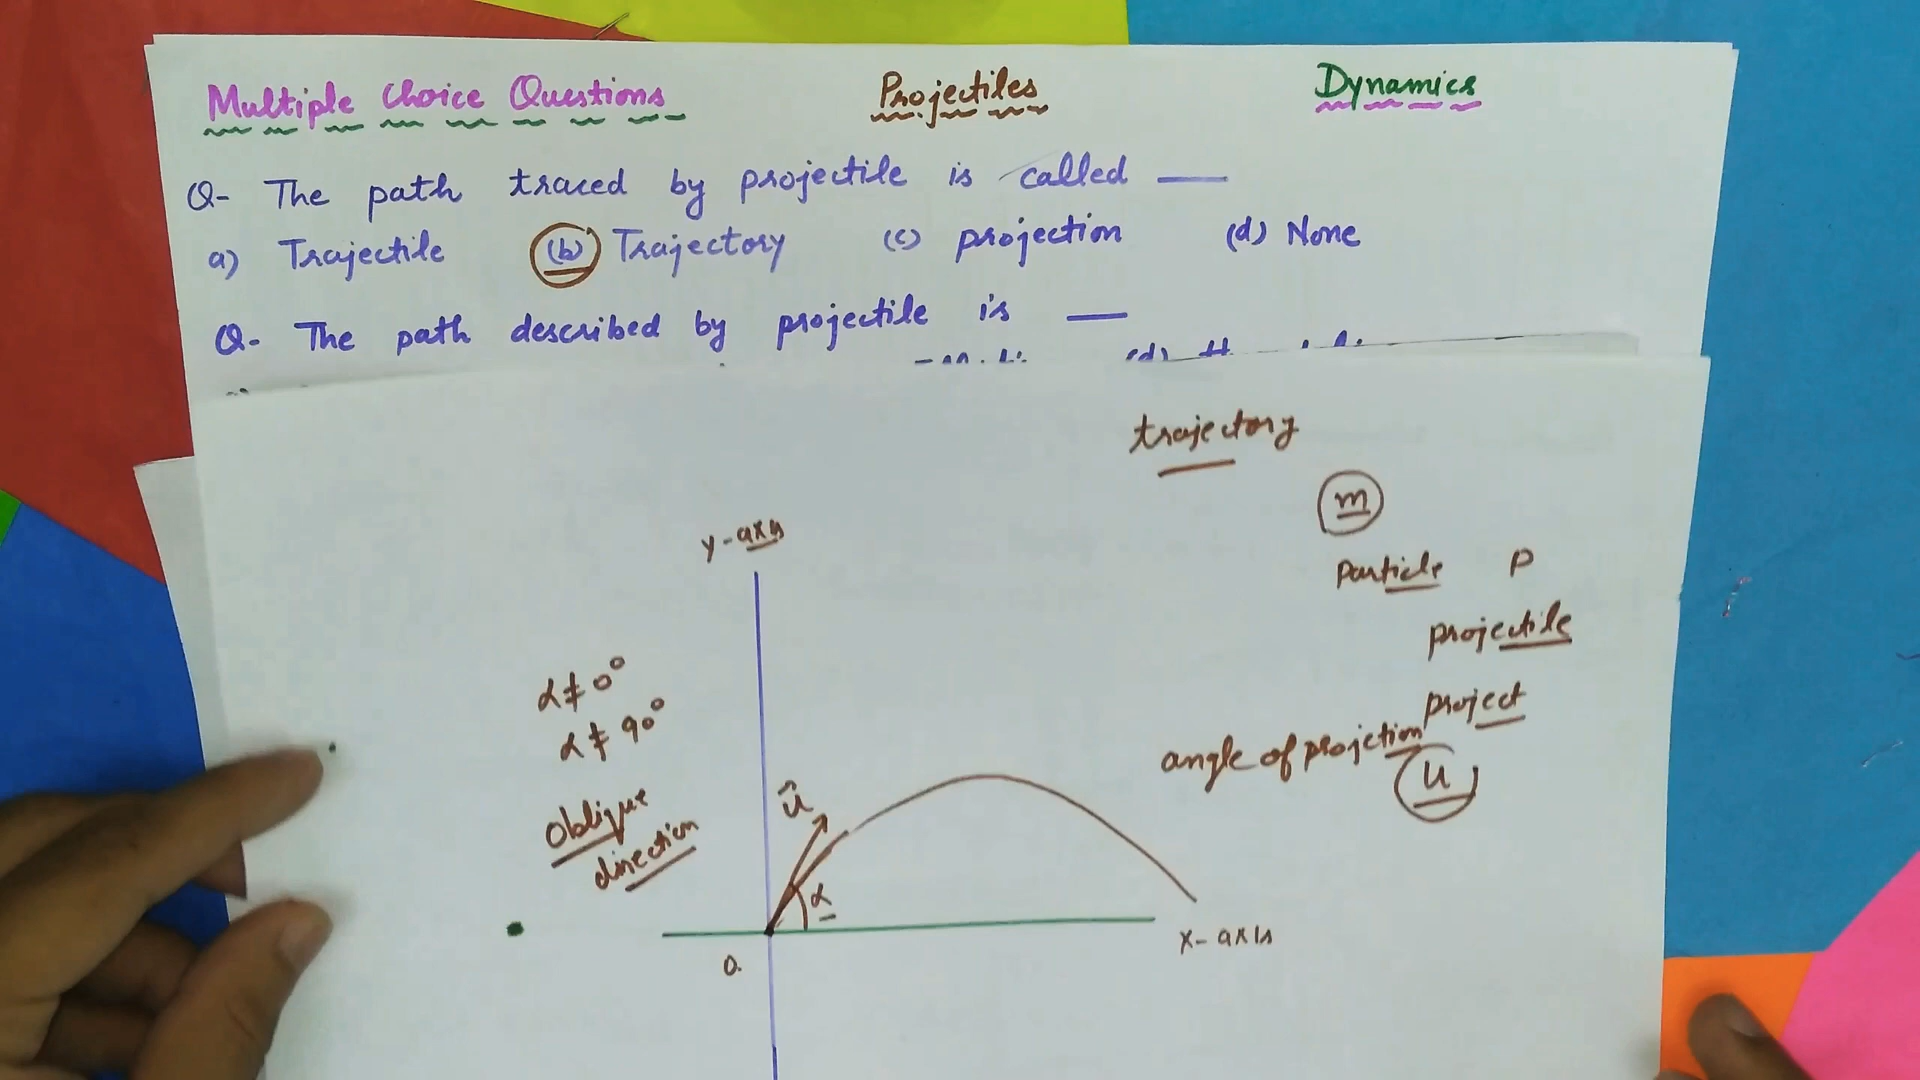 Multiple Choice Questions Projectiles Dynamics
Q- The path traced by projectile is called —
a) Trajectile (b) Trajectory (c) projection (d) None
Q- The path described by projectile is —
trajectory
m
particle P
projectile
project
angle of projection
u
y-axis
α ≠ 0°
α ≠ 90°
oblique
direction
u
α
x-axis
O.